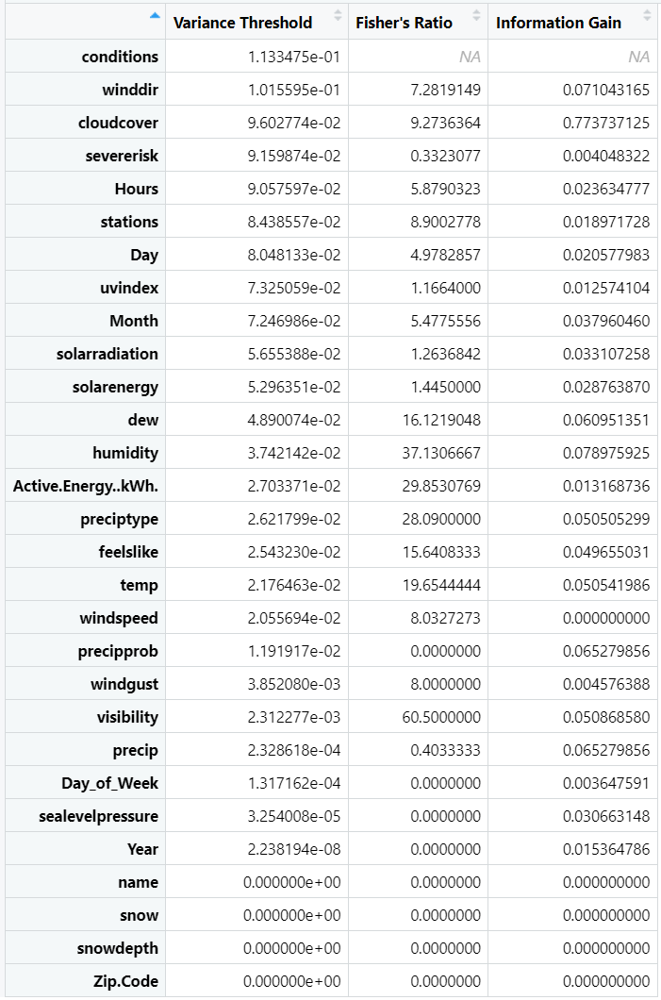 Variance Threshold Fisher's Ratio Information Gain
conditions 1.133475e-01 NA NA
winddir 1.015595e-01 7.2819149 0.071043165
cloudcover 9.602774e-02 9.2736364 0.773737125
severerisk 9.159874e-02 0.3323077 0.004048322
Hours 9.057597e-02 5.8790323 0.023634777
stations 8.438557e-02 8.9002778 0.018971728
Day 8.048133e-02 4.9782857 0.020577983
uvindex 7.325059e-02 1.1664000 0.012574104
Month 7.246986e-02 5.4775556 0.037960460
solarradiation 5.655388e-02 1.2636842 0.033107258
solarenergy 5.296351e-02 1.4450000 0.028763870
dew 4.890074e-02 16.1219048 0.060951351
humidity 3.742142e-02 37.1306667 0.078975925
Active.Energy..kWh. 2.703371e-02 29.8530769 0.013168736
preciptype 2.621799e-02 28.0900000 0.050505299
feelslike 2.543230e-02 15.6408333 0.049655031
temp 2.176463e-02 19.6544444 0.050541986
windspeed 2.055694e-02 8.0327273 0.000000000
precipprob 1.191917e-02 0.0000000 0.065279856
windgust 3.852080e-03 8.0000000 0.004576388
visibility 2.312277e-03 60.5000000 0.050868580
precip 2.328618e-04 0.4033333 0.065279856
Day_of_Week 1.317162e-04 0.0000000 0.003647591
sealevelpressure 3.254008e-05 0.0000000 0.030663148
Year 2.238194e-08 0.0000000 0.015364786
name 0.000000e+00 0.0000000 0.000000000
snow 0.000000e+00 0.0000000 0.000000000
snowdepth 0.000000e+00 0.0000000 0.000000000
Zip.Code 0.000000e+00 0.0000000 0.000000000